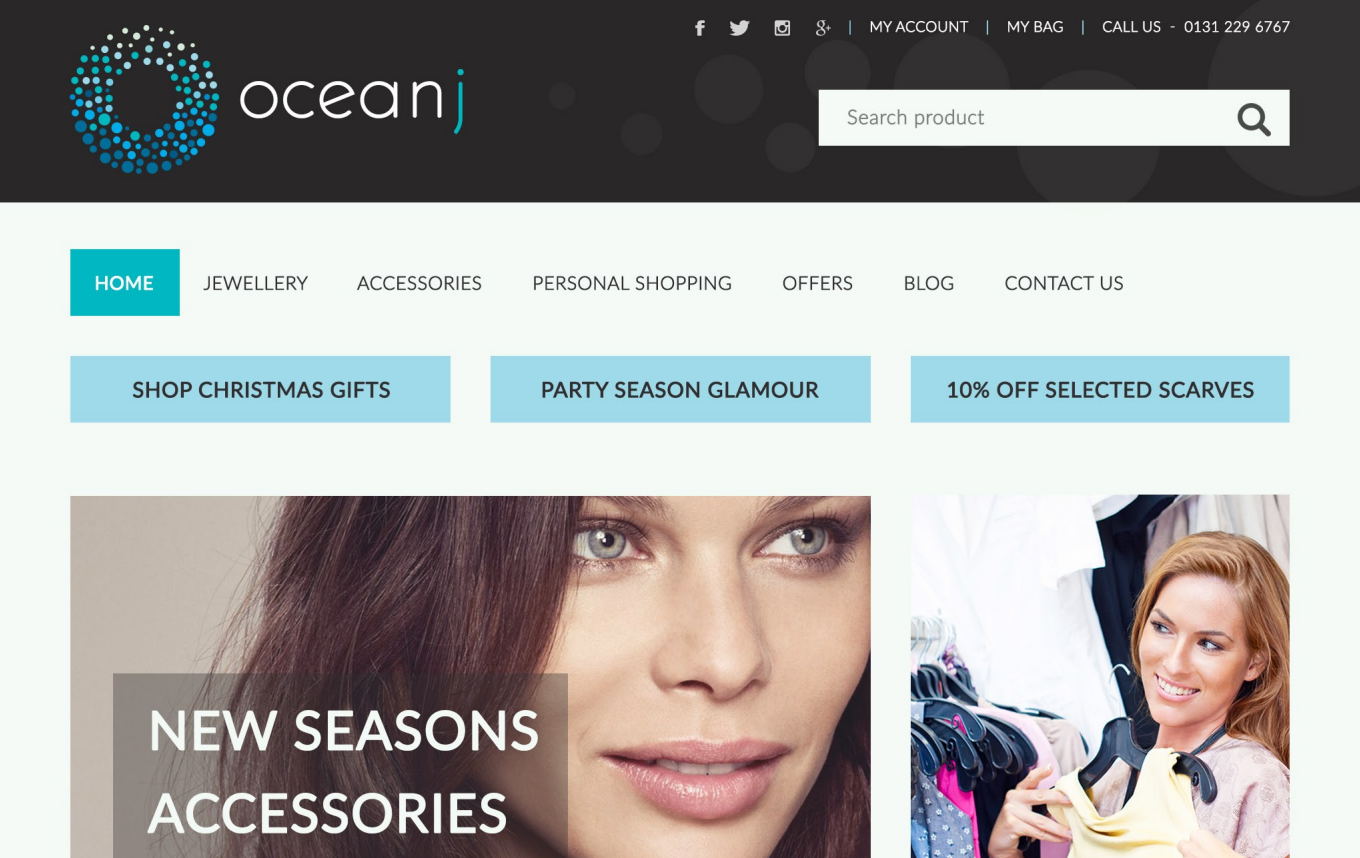 MY ACCOUNT | MY BAG | CALL US - 0131 229 6767
oceanj
Search product
HOME JEWELLERY ACCESSORIES PERSONAL SHOPPING OFFERS BLOG CONTACT US
SHOP CHRISTMAS GIFTS
PARTY SEASON GLAMOUR
10% OFF SELECTED SCARVES
NEW SEASONS
ACCESSORIES